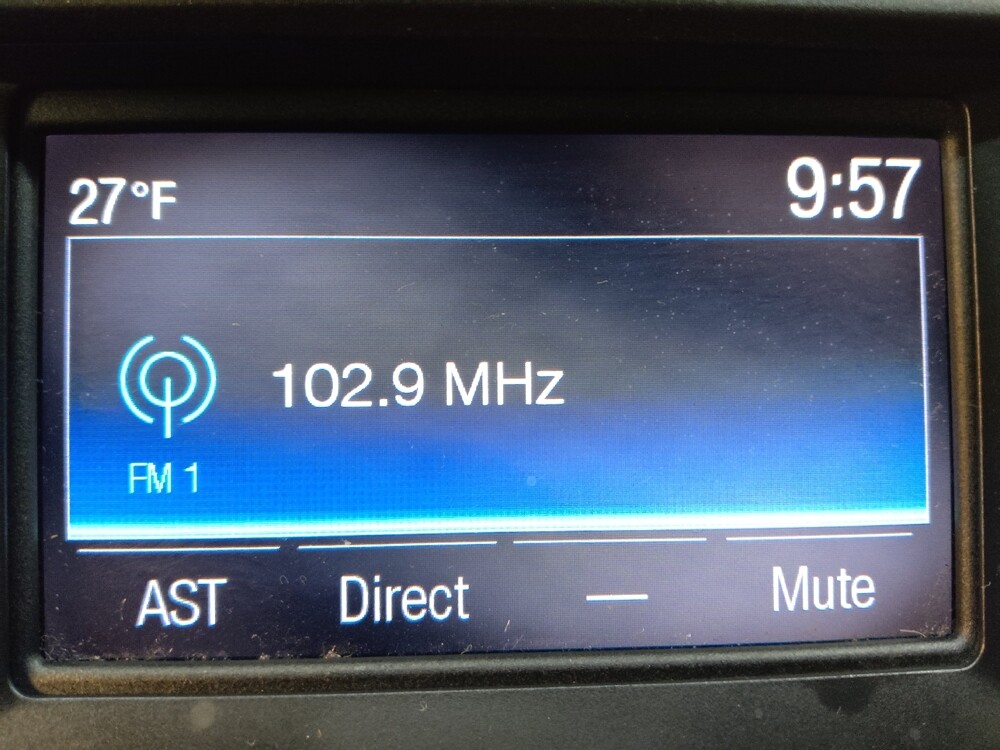 27°F 9:57
102.9 MHz
FM 1
AST Direct — Mute